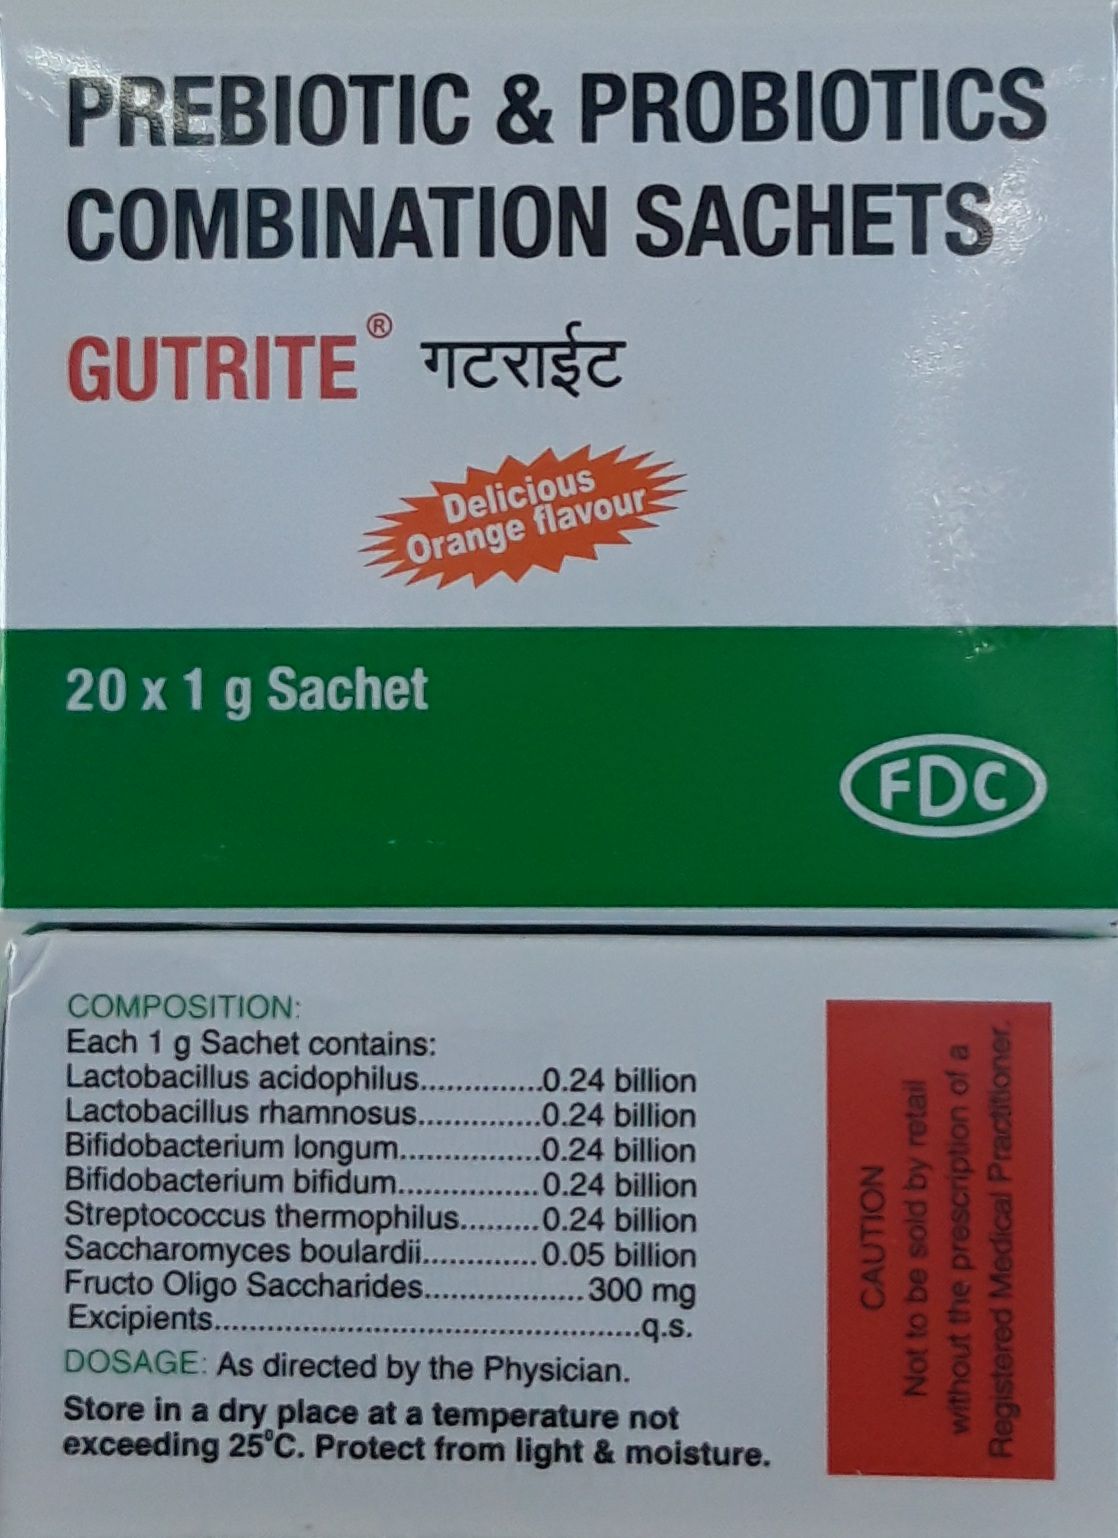 PREBIOTIC & PROBIOTICS
COMBINATION SACHETS
GUTRITE® गटराईट
Delicious
Orange flavour
20 x 1 g Sachet
FDC
COMPOSITION:
Each 1 g Sachet contains:
Lactobacillus acidophilus..............0.24 billion
Lactobacillus rhamnosus..............0.24 billion
Bifidobacterium longum................0.24 billion
Bifidobacterium bifidum................0.24 billion
Streptococcus thermophilus.........0.24 billion
Saccharomyces boulardii.............0.05 billion
Fructo Oligo Saccharides..................300 mg
Excipients...............................................q.s.
DOSAGE: As directed by the Physician.
Store in a dry place at a temperature not
exceeding 25°C. Protect from light & moisture.
CAUTION
Not to be sold by retail
without the prescription of a
Registered Medical Practitioner.